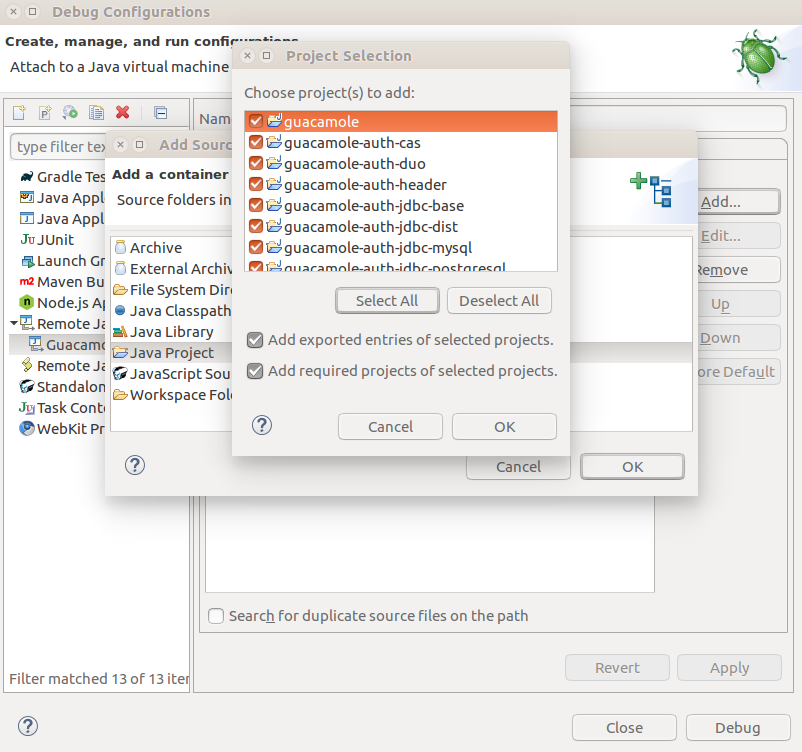 Debug Configurations
Create, manage, and run configurations
Attach to a Java virtual machine
type filter tex
Gradle Tes
Java Appl
Java Appl
Ju JUnit
Launch Gr
m2 Maven Bu
Node.js Ap
Remote Ja
Guacamo
Remote Ja
Standalon
Task Conte
WebKit Pr
Filter matched 13 of 13 iter
Name
Add Sourc
Add a container
Source folders in
Archive
External Archiv
File System Dire
Java Classpath
Java Library
Java Project
JavaScript Sou
Workspace Fol
Cancel
OK
Project Selection
Choose project(s) to add:
guacamole
guacamole-auth-cas
guacamole-auth-duo
guacamole-auth-header
guacamole-auth-jdbc-base
guacamole-auth-jdbc-dist
guacamole-auth-jdbc-mysql
guacamole-auth-jdbc-postgresql
Select All
Deselect All
Add exported entries of selected projects.
Add required projects of selected projects.
Cancel
OK
Add...
Edit...
Remove
Up
Down
ore Default
Search for duplicate source files on the path
Revert
Apply
Close
Debug